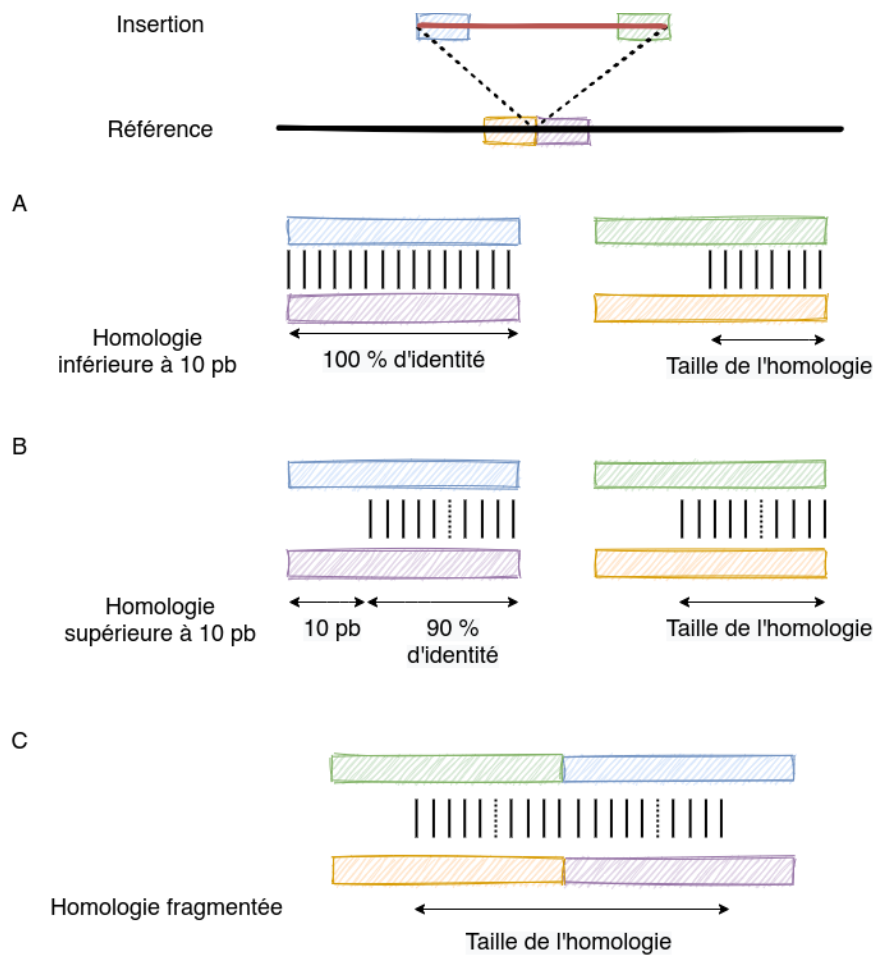 Insertion
Référence
A
Homologie
inférieure à 10 pb
100 % d'identité
Taille de l'homologie
B
Homologie
supérieure à 10 pb
10 pb
90 %
d'identité
Taille de l'homologie
C
Homologie fragmentée
Taille de l'homologie